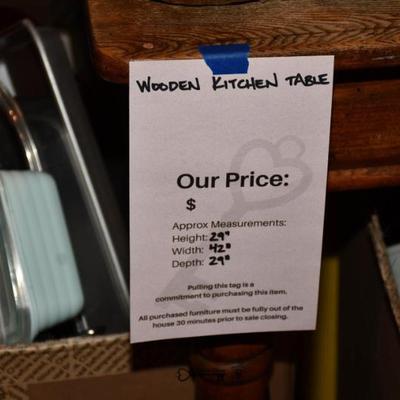 WOODEN KITCHEN TABLE
Our Price:
$
Approx Measurements:
Height: 29"
Width: 42"
Depth: 29"
Pulling this tag is a
commitment to purchasing this item.
All purchased furniture must be fully out of the
house 30 minutes prior to sale closing.